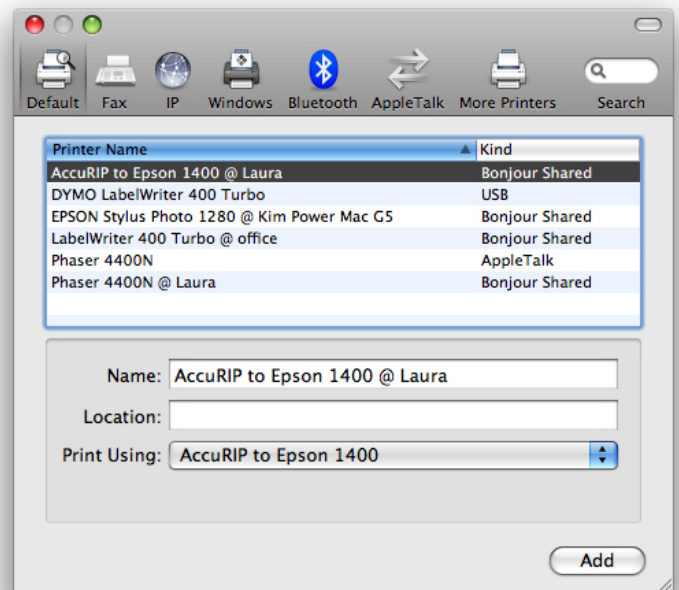 Default Fax IP Windows Bluetooth AppleTalk More Printers Search
Printer Name Kind
AccuRIP to Epson 1400 @ Laura Bonjour Shared
DYMO LabelWriter 400 Turbo USB
EPSON Stylus Photo 1280 @ Kim Power Mac G5 Bonjour Shared
LabelWriter 400 Turbo @ office Bonjour Shared
Phaser 4400N AppleTalk
Phaser 4400N @ Laura Bonjour Shared
Name: AccuRIP to Epson 1400 @ Laura
Location:
Print Using: AccuRIP to Epson 1400
Add